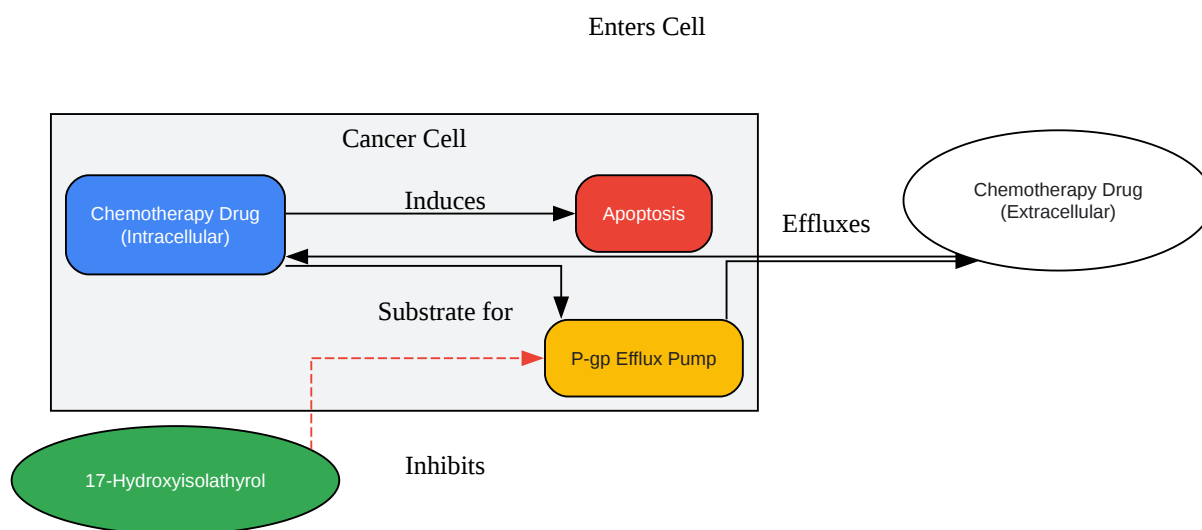 Enters Cell
Cancer Cell
Chemotherapy Drug
(Intracellular)
Induces
Apoptosis
Effluxes
Chemotherapy Drug
(Extracellular)
Substrate for
P-gp Efflux Pump
17-Hydroxyisolathyrol
Inhibits